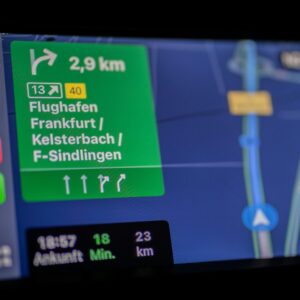 2,9 km
13 40
Flughafen
Frankfurt /
Kelsterbach /
F-Sindlingen
18:57 18 23
Ankunft Min. km